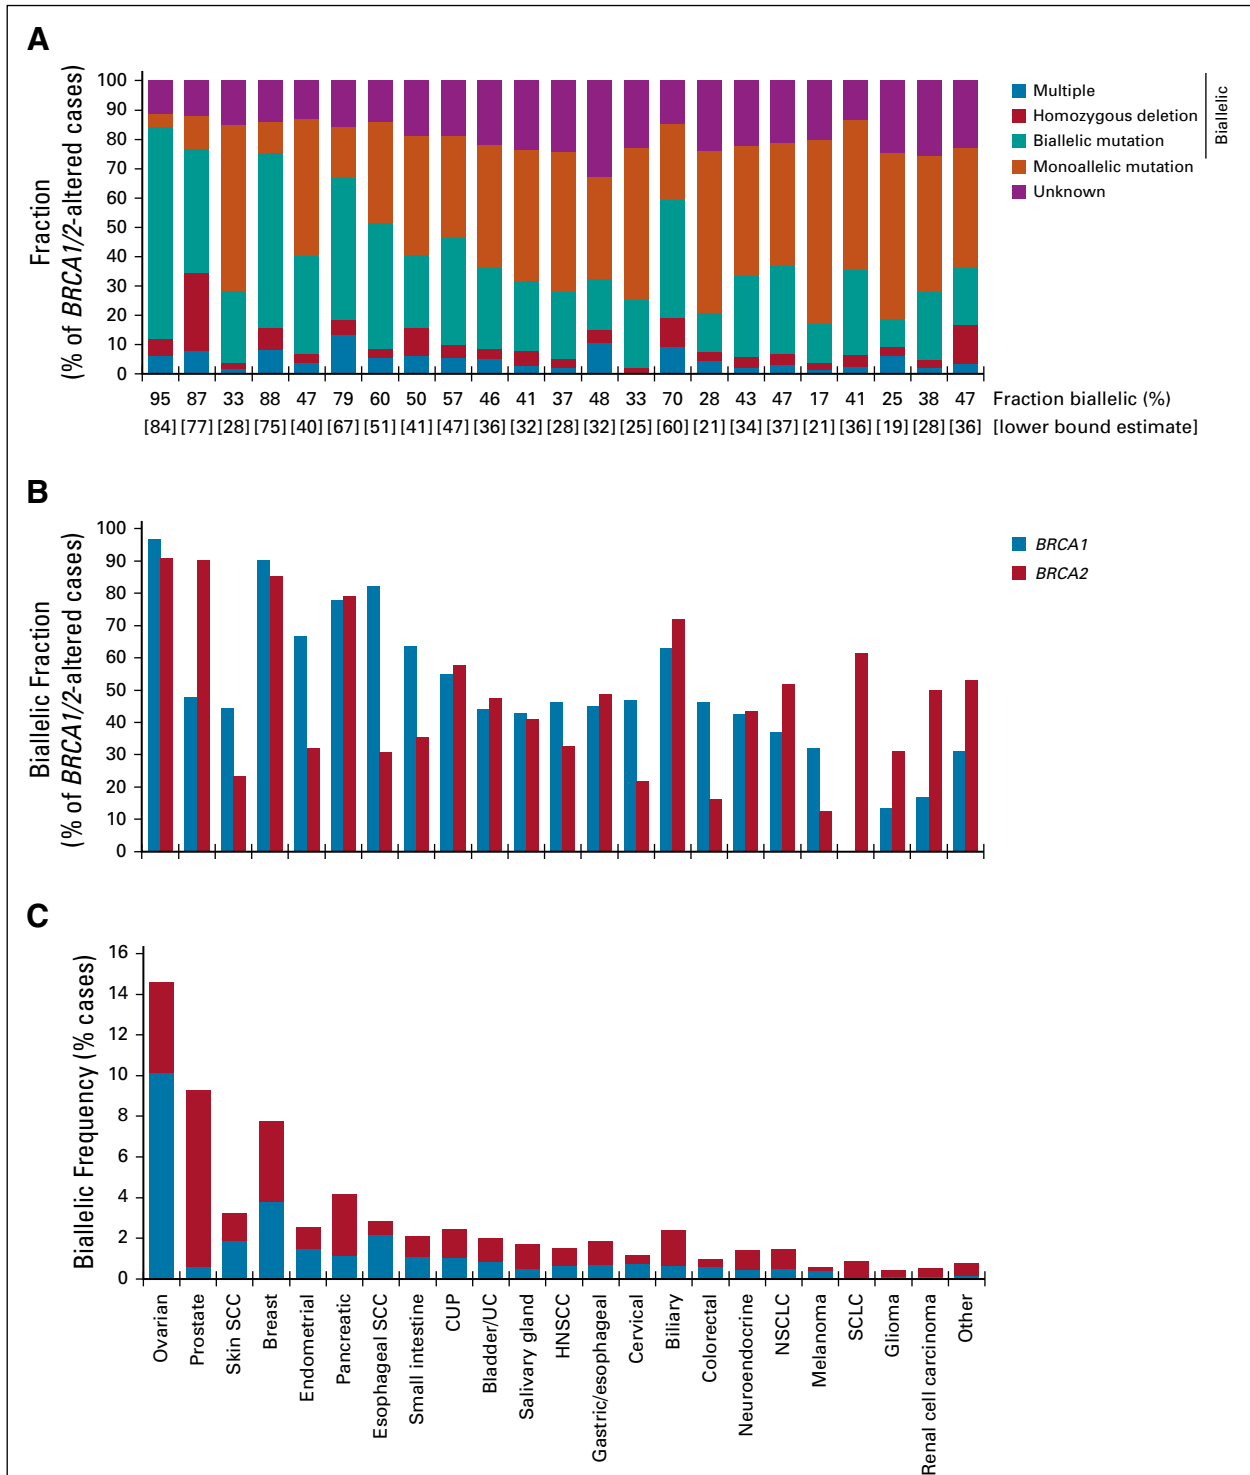 A
Fraction
(% of BRCA1/2-altered cases)
100
90
80
70
60
50
40
30
20
10
0
Multiple
Homozygous deletion
Biallelic mutation
Monoallelic mutation
Unknown
Biallelic
95 87 33 88 47 79 60 50 57 46 41 37 48 33 70 28 43 47 17 41 25 38 47 Fraction biallelic (%)
[84] [77] [28] [75] [40] [67] [51] [41] [47] [36] [32] [28] [32] [25] [60] [21] [34] [37] [21] [36] [19] [28] [36] [lower bound estimate]
B
Biallelic Fraction
(% of BRCA1/2-altered cases)
100
90
80
70
60
50
40
30
20
10
0
BRCA1
BRCA2
C
Biallelic Frequency (% cases)
16
14
12
10
8
6
4
2
0
Ovarian
Prostate
Skin SCC
Breast
Endometrial
Pancreatic
Esophageal SCC
Small intestine
CUP
Bladder/UC
Salivary gland
HNSCC
Gastric/esophageal
Cervical
Biliary
Colorectal
Neuroendocrine
NSCLC
Melanoma
SCLC
Glioma
Renal cell carcinoma
Other